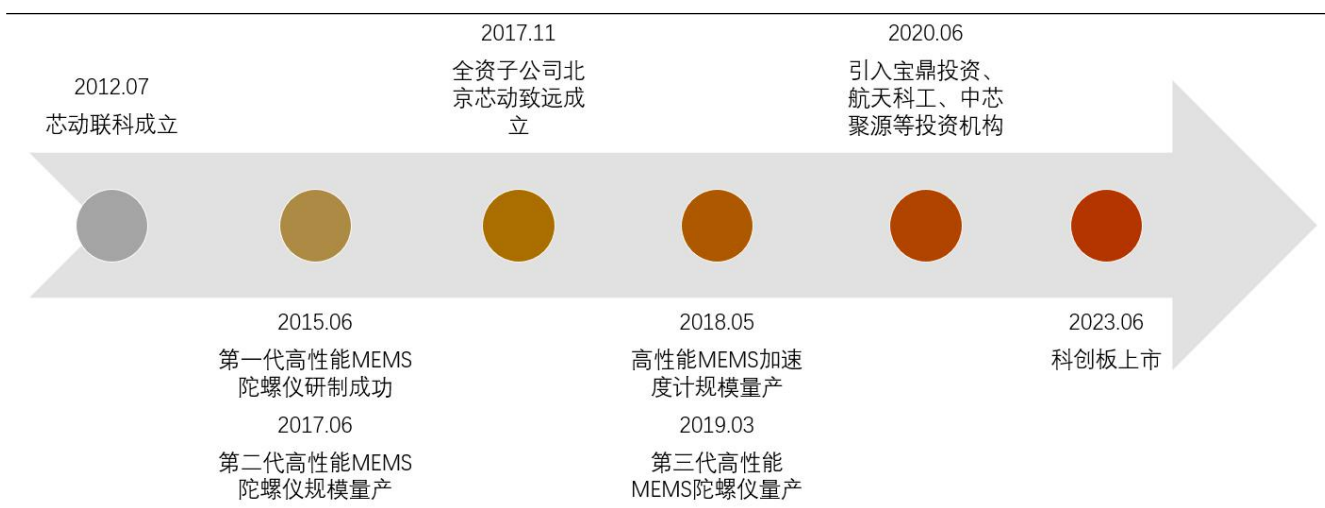 2012.07
芯动联科成立
2015.06
第一代高性能MEMS
陀螺仪研制成功
2017.06
第二代高性能MEMS
陀螺仪规模量产
2017.11
全资子公司北
京芯动致远成
立
2018.05
高性能MEMS加速
度计规模量产
2019.03
第三代高性能
MEMS陀螺仪量产
2020.06
引入宝鼎投资、
航天科工、中芯
聚源等投资机构
2023.06
科创板上市